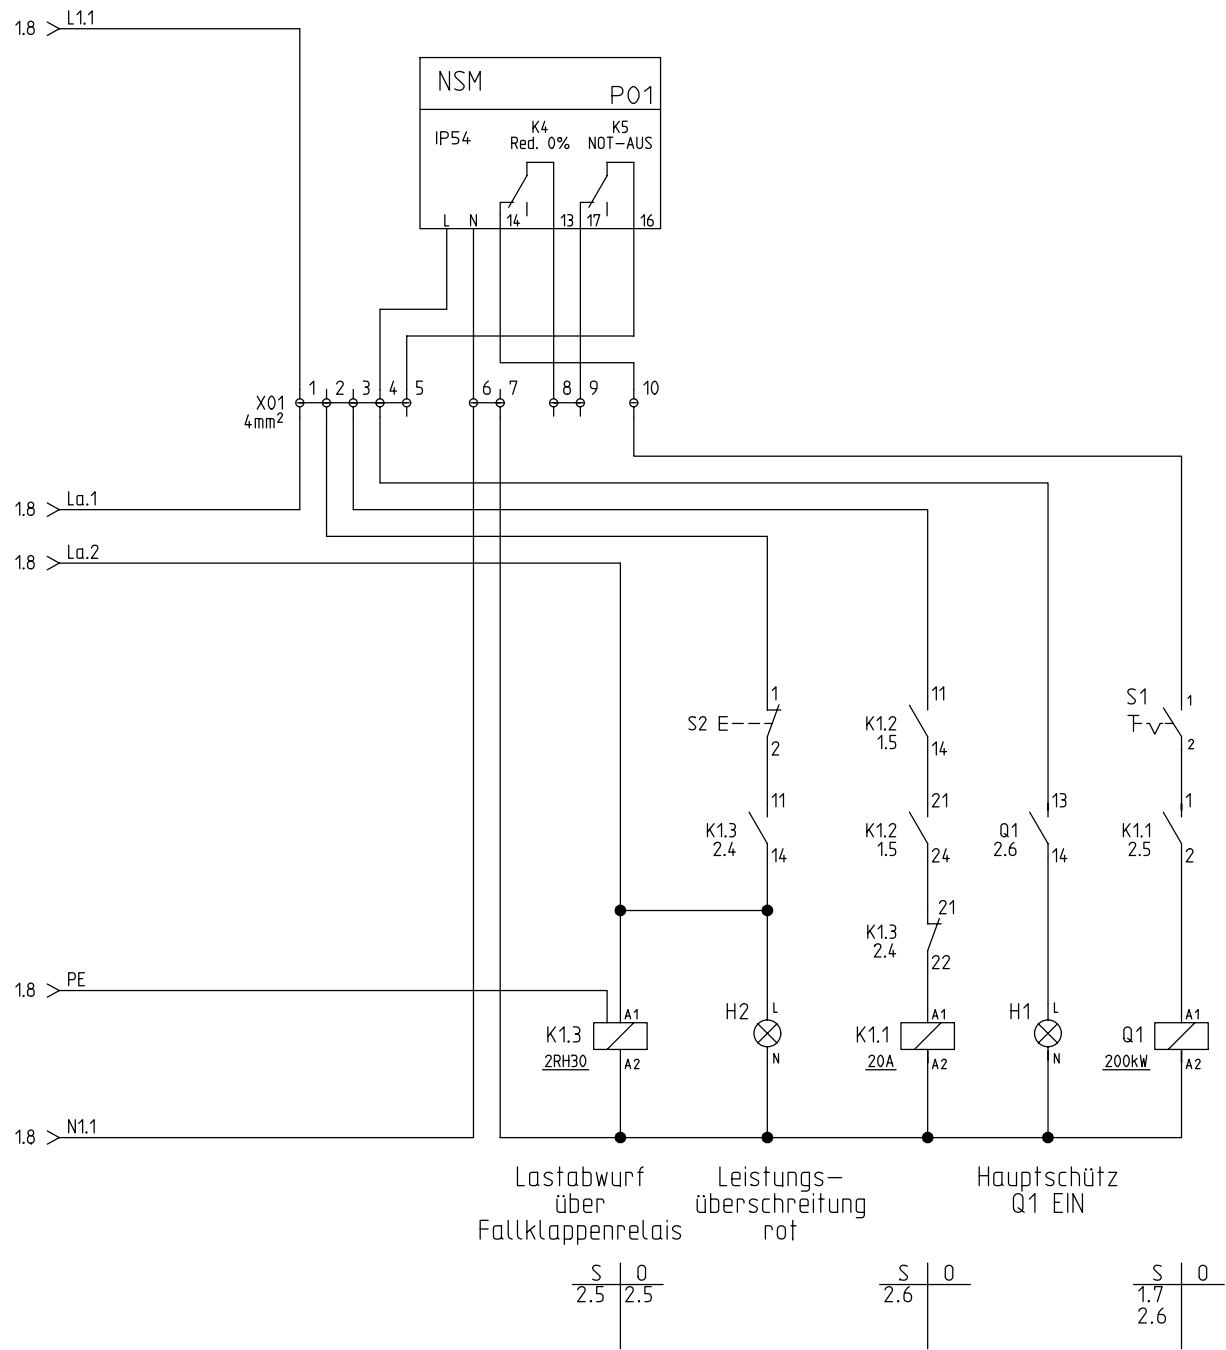 1.8 L1.1
NSM
P01
IP54
K4 K5
Red. 0% NOT-AUS
L N 14 13 17 16
1 2 3 4 5 6 7 8 9 10
X01
4mm²
1.8 La.1
1.8 La.2
1 11 S1 1
S2 K1.2
1.5
2 14 2
11 21 13 1
K1.3 K1.2 Q1 K1.1
2.4 1.5 2.6 2.5
14 24 14 2
21
K1.3
2.4
22
1.8 PE
A1 L A1 L A1
K1.3 H2 K1.1 H1 Q1
2RH30 20A 200kW
A2 N A2 N A2
1.8 N1.1
Lastabwurf
über
Fallklappenrelais
Leistungs-
überschreitung
rot
Hauptschütz
Q1 EIN
S O S O S O
2.5 2.5 2.6 1.7
2.6